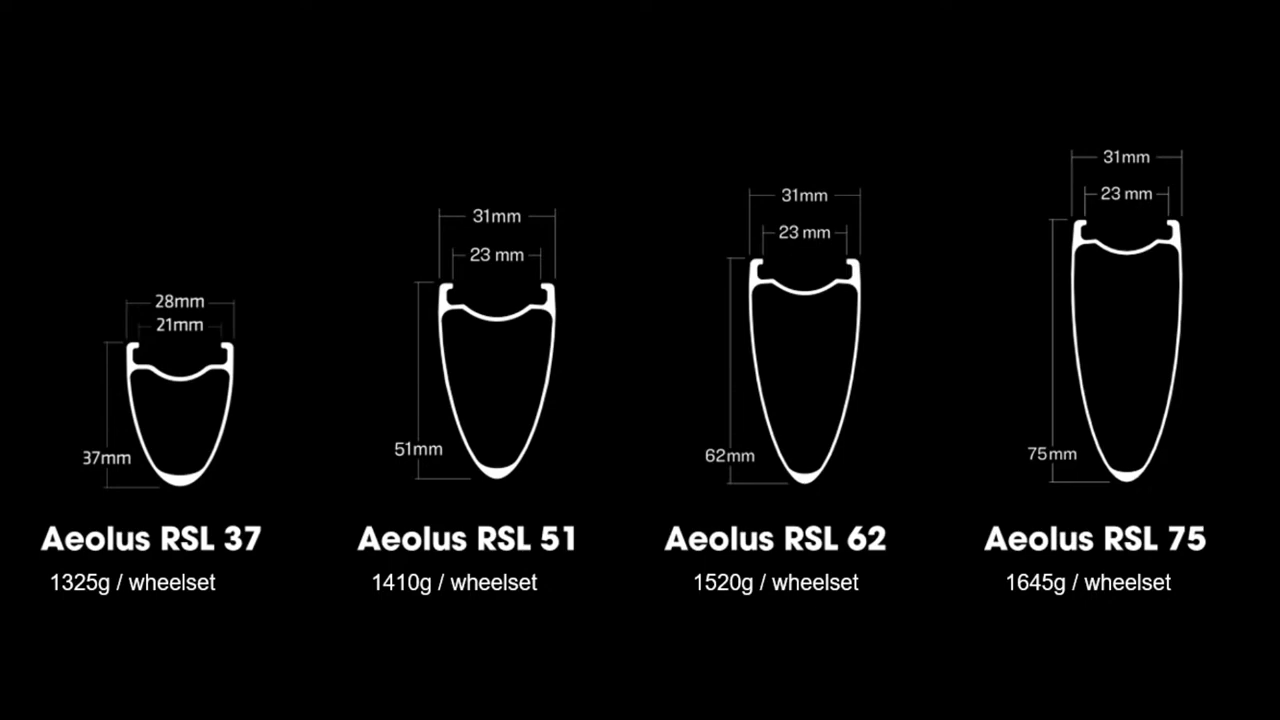 28mm
21mm
37mm
Aeolus RSL 37
1325g / wheelset
31mm
23 mm
51mm
Aeolus RSL 51
1410g / wheelset
31mm
23 mm
62mm
Aeolus RSL 62
1520g / wheelset
31mm
23 mm
75mm
Aeolus RSL 75
1645g / wheelset